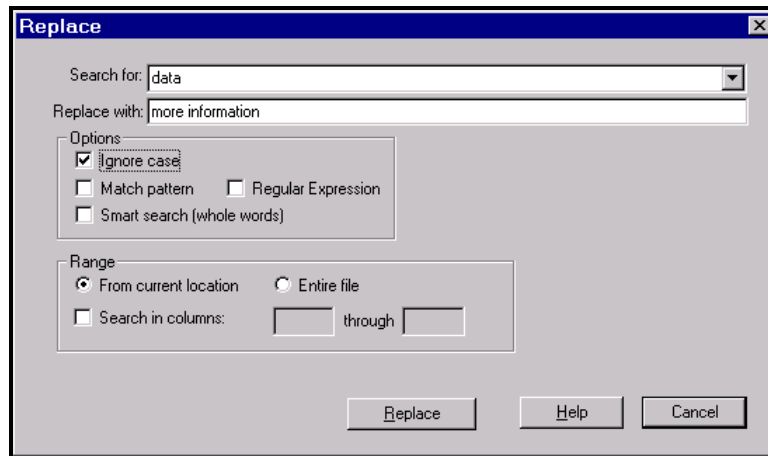 Replace
Search for: data
Replace with: more information
Options
Ignore case
Match pattern Regular Expression
Smart search (whole words)
Range
From current location Entire file
Search in columns: through
Replace Help Cancel